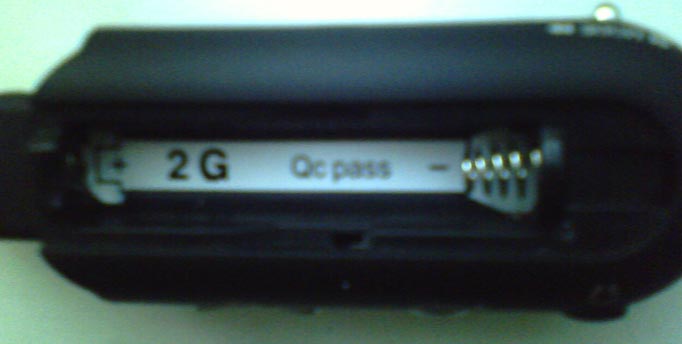 + 2G Qc pass −